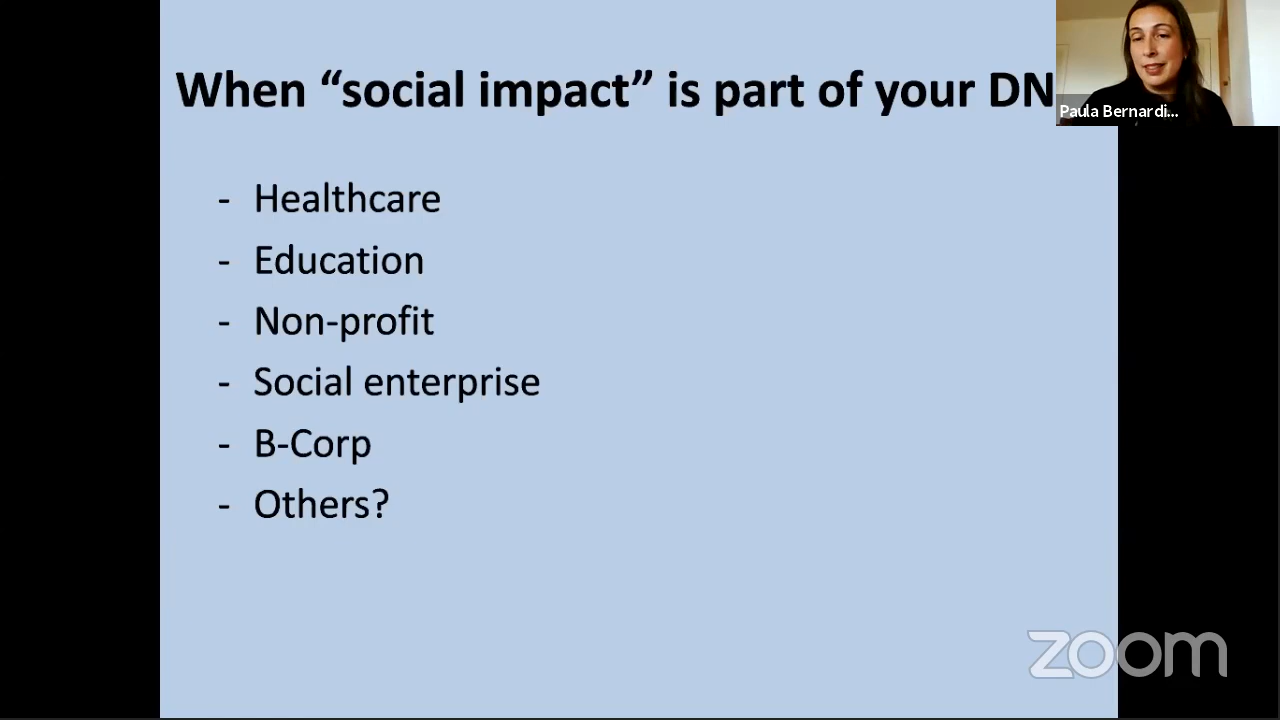 When “social impact” is part of your DN
Paula Bernardi...
- Healthcare
- Education
- Non-profit
- Social enterprise
- B-Corp
- Others?
zoom